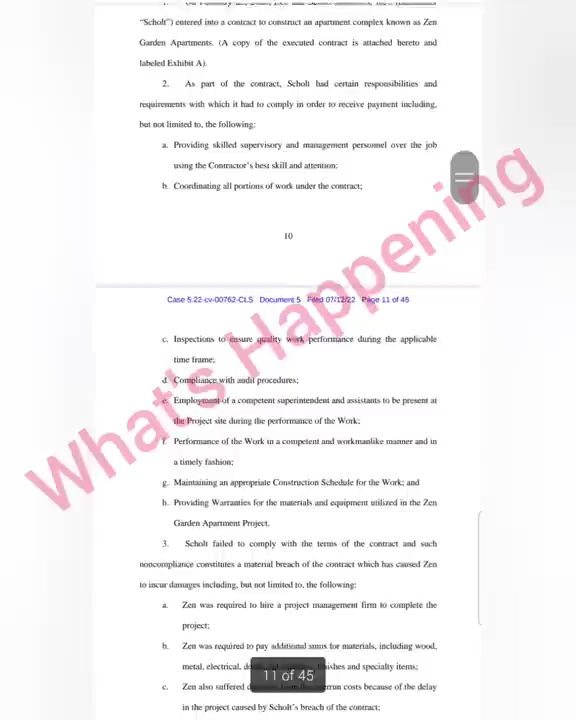 “Scholt”) entered into a contract to construct an apartment complex known as Zen
Garden Apartments. (A copy of the executed contract is attached hereto and
labeled Exhibit A).
2. As part of the contract, Scholt had certain responsibilities and
requirements with which it had to comply in order to receive payment including,
but not limited to, the following:
a. Providing skilled supervisory and management personnel over the job
using the Contractor’s best skill and attention;
b. Coordinating all portions of work under the contract;
10
Case 5:22-cv-00762-CLS Document 5 Filed 07/12/22 Page 11 of 45
c. Inspections to ensure quality work performance during the applicable
time frame;
d. Compliance with audit procedures;
e. Employment of a competent superintendent and assistants to be present at
the Project site during the performance of the Work;
f. Performance of the Work in a competent and workmanlike manner and in
a timely fashion;
g. Maintaining an appropriate Construction Schedule for the Work; and
h. Providing Warranties for the materials and equipment utilized in the Zen
Garden Apartment Project.
3. Scholt failed to comply with the terms of the contract and such
noncompliance constitutes a material breach of the contract which has caused Zen
to incur damages including, but not limited to, the following:
a. Zen was required to hire a project management firm to complete the
project;
b. Zen was required to pay additional sums for materials, including wood,
metal, electrical, finishes and specialty items;
11 of 45
c. Zen also suffered costs because of the delay
in the project caused by Scholt’s breach of the contract;
What's Happening